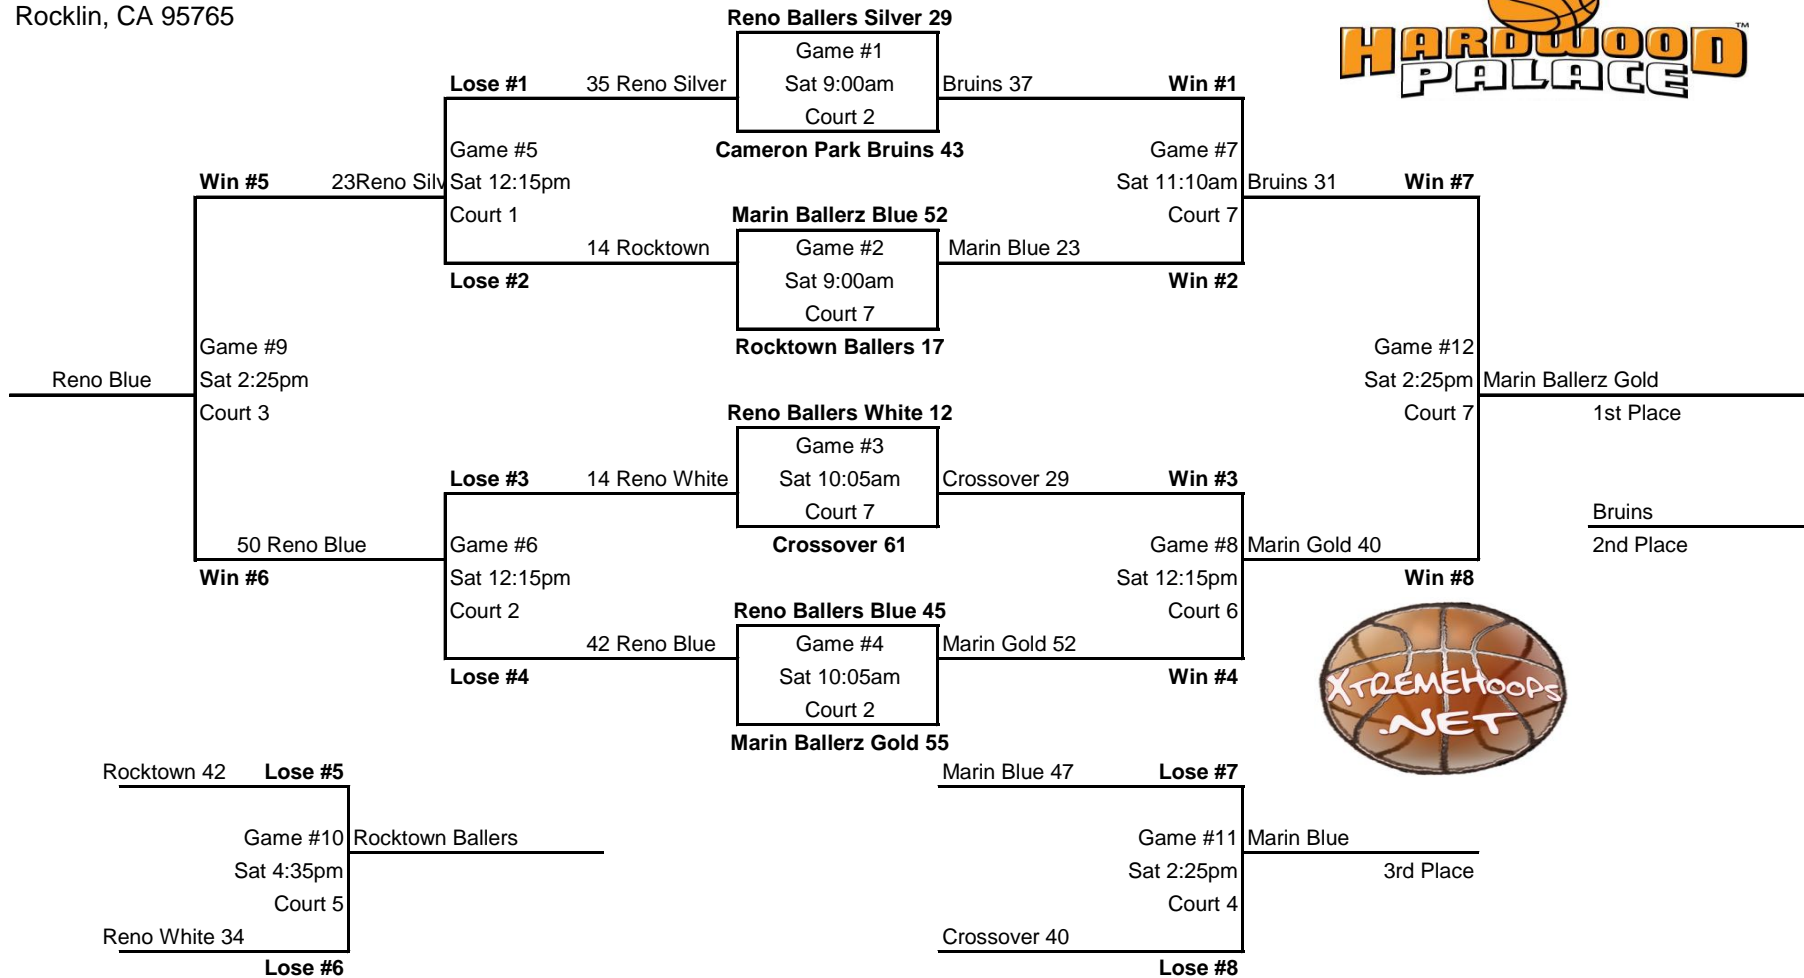 Rocklin, CA 95765
HARDWOOD
PALACE
TM
Reno Ballers Silver 29
Game #1
Lose #1 35 Reno Silver Sat 9:00am Bruins 37 Win #1
Court 2
Game #5 Cameron Park Bruins 43 Game #7
Win #5 23Reno Silv Sat 12:15pm Sat 11:10am Bruins 31 Win #7
Court 1 Marin Ballerz Blue 52 Court 7
14 Rocktown Game #2 Marin Blue 23
Lose #2 Sat 9:00am Win #2
Court 7
Game #9 Rocktown Ballers 17 Game #12
Reno Blue Sat 2:25pm Sat 2:25pm Marin Ballerz Gold
Court 3 Reno Ballers White 12 Court 7 1st Place
Game #3
Lose #3 14 Reno White Sat 10:05am Crossover 29 Win #3
Court 7 Bruins
50 Reno Blue Game #6 Crossover 61 Game #8 Marin Gold 40 2nd Place
Win #6 Sat 12:15pm Sat 12:15pm Win #8
Court 2 Reno Ballers Blue 45 Court 6
42 Reno Blue Game #4 Marin Gold 52
Lose #4 Sat 10:05am Win #4
Court 2
Marin Ballerz Gold 55
XTREMEHOOPS
.NET
Rocktown 42 Lose #5 Marin Blue 47 Lose #7
Game #10 Rocktown Ballers Game #11 Marin Blue
Sat 4:35pm Sat 2:25pm 3rd Place
Court 5 Court 4
Reno White 34 Crossover 40
Lose #6 Lose #8